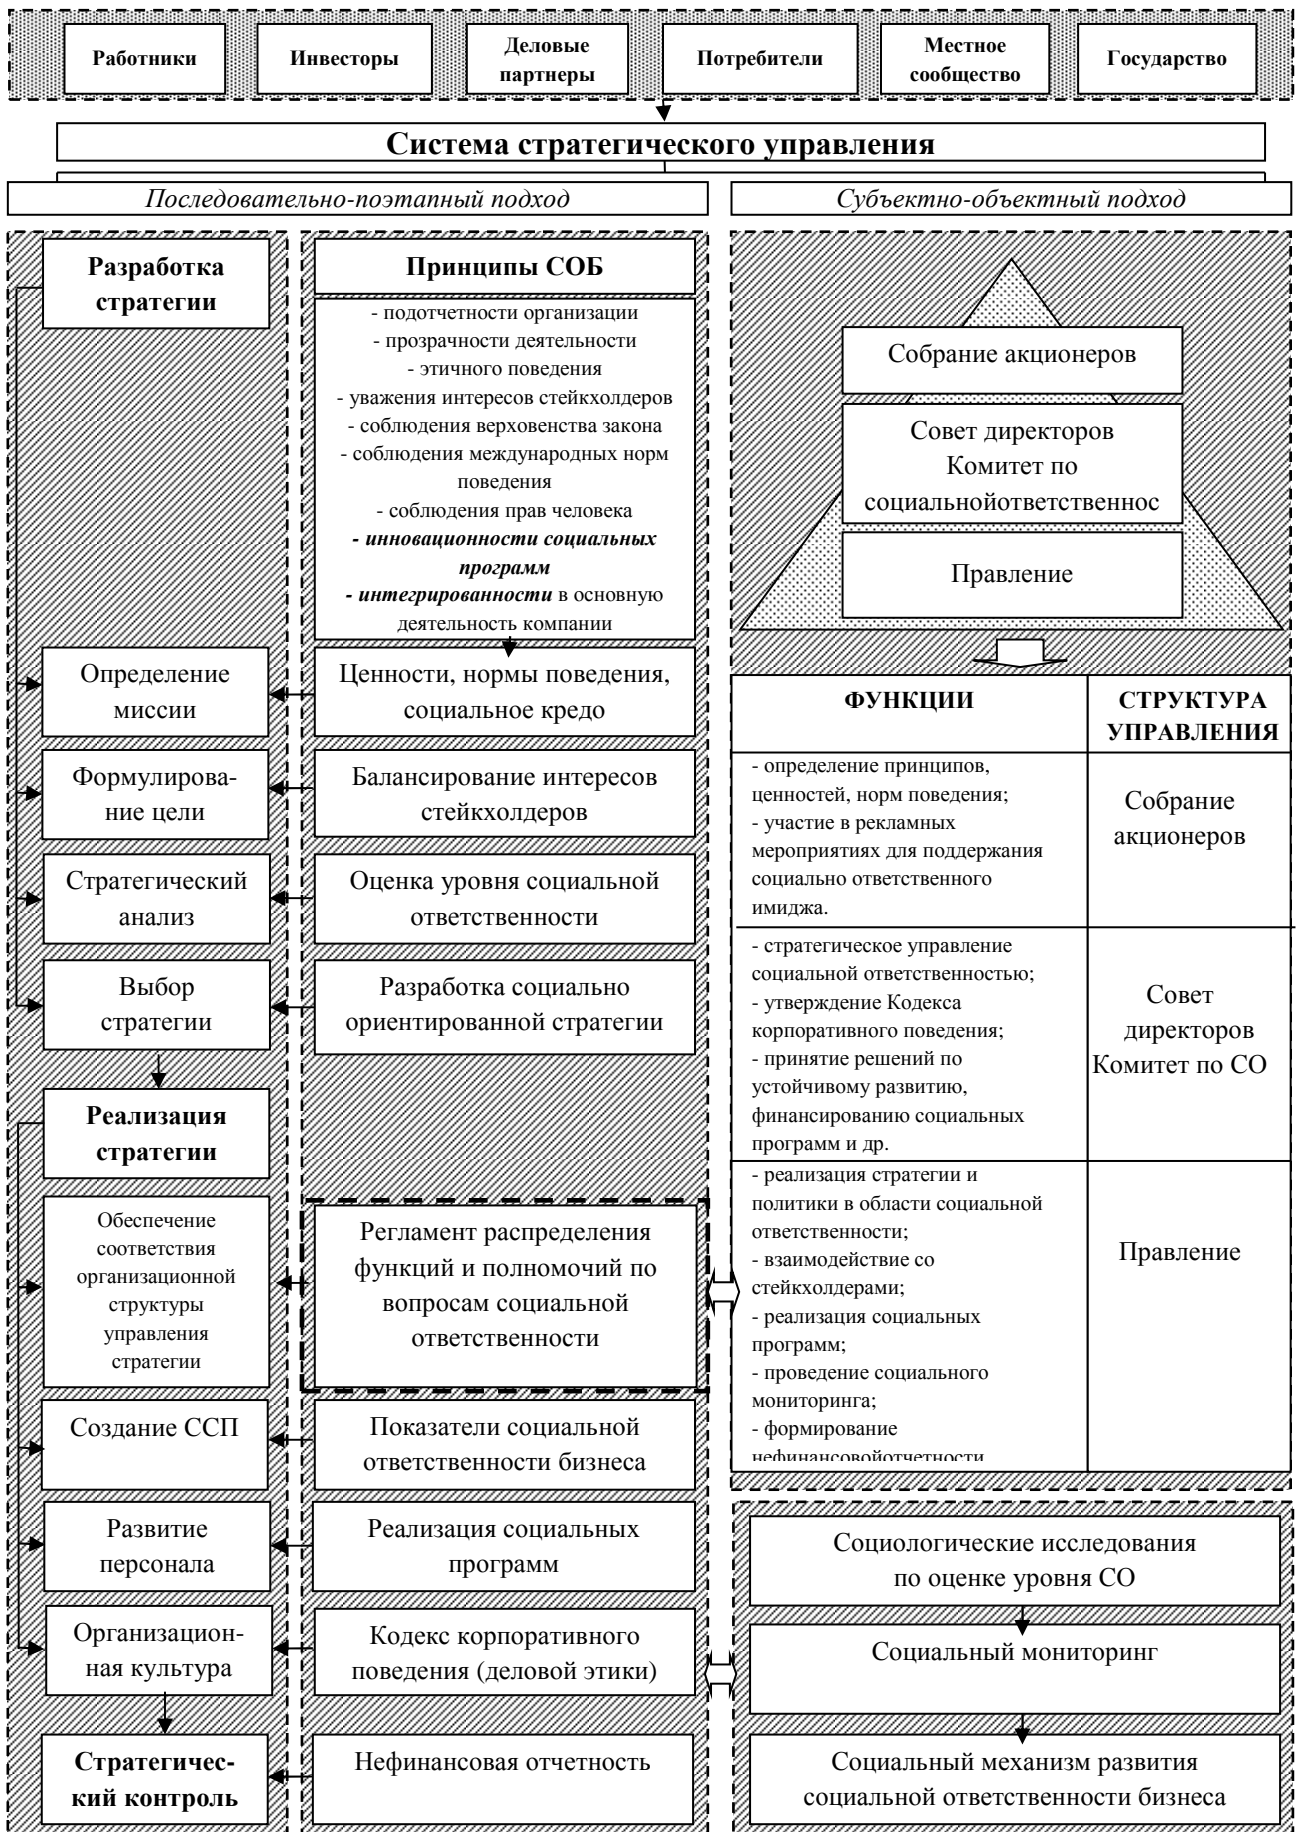 Работники
Инвесторы
Деловые
партнеры
Потребители
Местное
сообщество
Государство
Система стратегического управления
Последовательно-поэтапный подход
Субъектно-объектный подход
Разработка
стратегии
Принципы СОБ
- подотчетности организации
- прозрачности деятельности
- этичного поведения
- уважения интересов стейкхолдеров
- соблюдения верховенства закона
- соблюдения международных норм
поведения
- соблюдения прав человека
- инновационности социальных
программ
- интегрированности в основную
деятельность компании
Определение
миссии
Ценности, нормы поведения,
социальное кредо
Формулирова-
ние цели
Балансирование интересов
стейкхолдеров
Стратегический
анализ
Оценка уровня социальной
ответственности
Выбор
стратегии
Разработка социально
ориентированной стратегии
Реализация
стратегии
Обеспечение
соответствия
организационной
структуры
управления
стратегии
Регламент распределения
функций и полномочий по
вопросам социальной
ответственности
Создание ССП
Показатели социальной
ответственности бизнеса
Развитие
персонала
Реализация социальных
программ
Организацион-
ная культура
Кодекс корпоративного
поведения (деловой этики)
Стратегичес-
кий контроль
Нефинансовая отчетность
Собрание акционеров
Совет директоров
Комитет по
социальнойответственнос
Правление
ФУНКЦИИ
СТРУКТУРА
УПРАВЛЕНИЯ
- определение принципов,
ценностей, норм поведения;
- участие в рекламных
мероприятиях для поддержания
социально ответственного
имиджа.
Собрание
акционеров
- стратегическое управление
социальной ответственностью;
- утверждение Кодекса
корпоративного поведения;
- принятие решений по
устойчивому развитию,
финансированию социальных
программ и др.
Совет
директоров
Комитет по СО
- реализация стратегии и
политики в области социальной
ответственности;
- взаимодействие со
стейкхолдерами;
- реализация социальных
программ;
- проведение социального
мониторинга;
- формирование
нефинансовойотчетности
Правление
Социологические исследования
по оценке уровня СО
Социальный мониторинг
Социальный механизм развития
социальной ответственности бизнеса